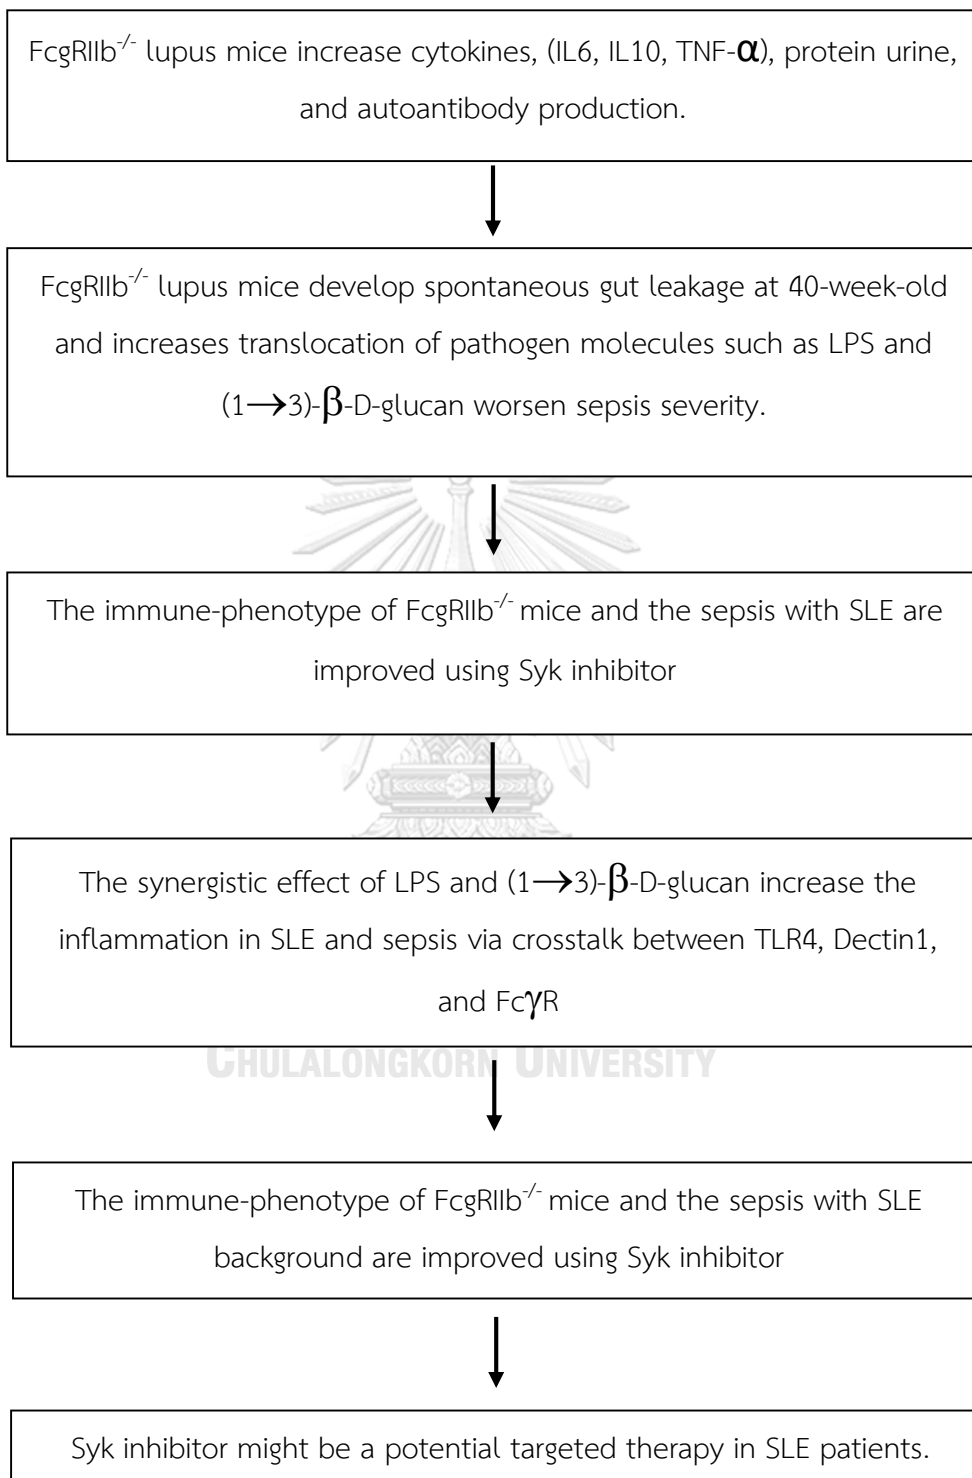 FcgRIIb-/- lupus mice increase cytokines, (IL6, IL10, TNF-α), protein urine,
and autoantibody production.
FcgRIIb-/- lupus mice develop spontaneous gut leakage at 40-week-old
and increases translocation of pathogen molecules such as LPS and
(1→3)-β-D-glucan worsen sepsis severity.
The immune-phenotype of FcgRIIb-/- mice and the sepsis with SLE are
improved using Syk inhibitor
The synergistic effect of LPS and (1→3)-β-D-glucan increase the
inflammation in SLE and sepsis via crosstalk between TLR4, Dectin1,
and FcγR
CHULALONGKORN UNIVERSITY
The immune-phenotype of FcgRIIb-/- mice and the sepsis with SLE
background are improved using Syk inhibitor
Syk inhibitor might be a potential targeted therapy in SLE patients.